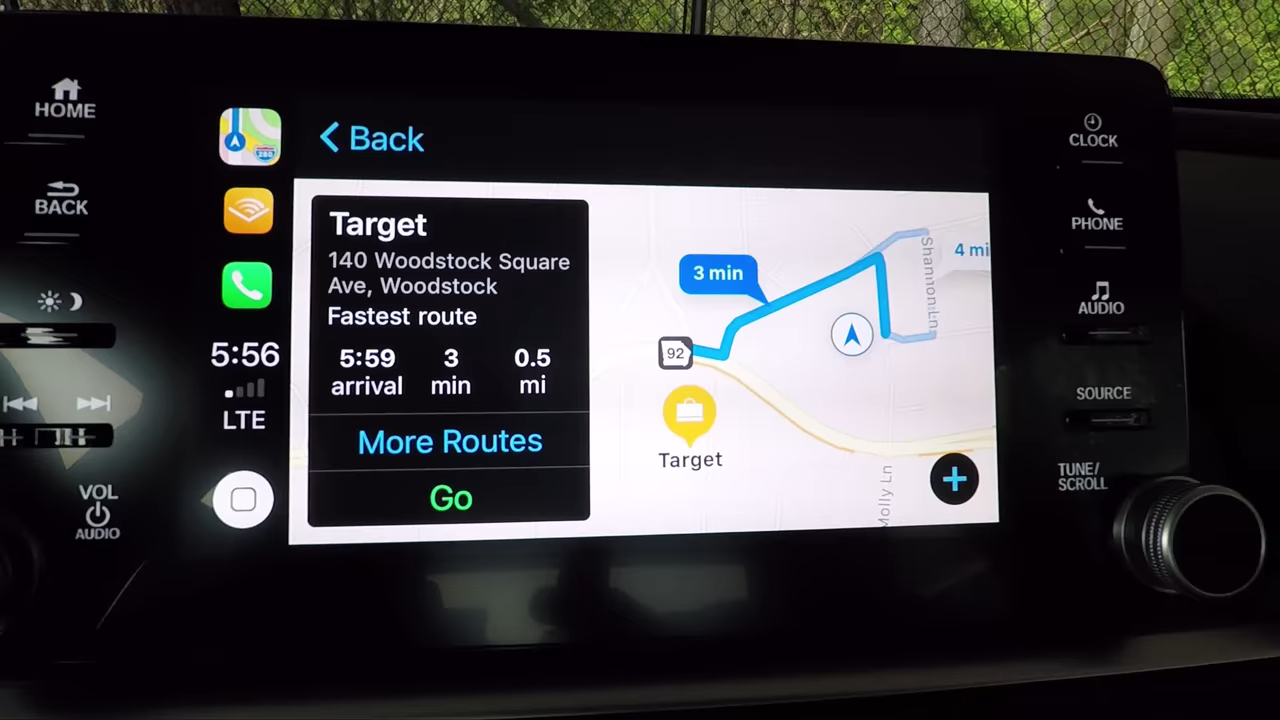 HOME
BACK
VOL
AUDIO
280
5:56
LTE
Back
Target
140 Woodstock Square
Ave, Woodstock
Fastest route
5:59 3 0.5
arrival min mi
More Routes
Go
3 min
4 mi
Shannon Ln
92
Target
Molly Ln
CLOCK
PHONE
AUDIO
SOURCE
TUNE/
SCROLL